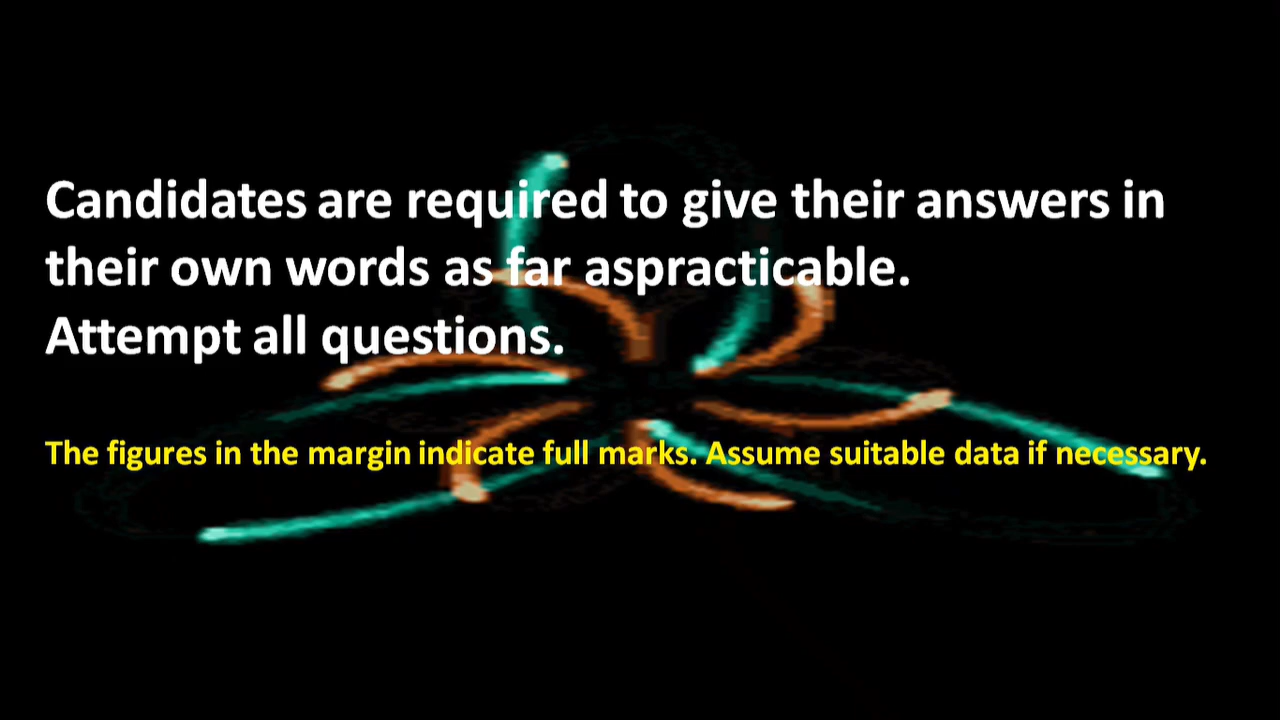 Candidates are required to give their answers in
their own words as far aspracticable.
Attempt all questions.
The figures in the margin indicate full marks. Assume suitable data if necessary.